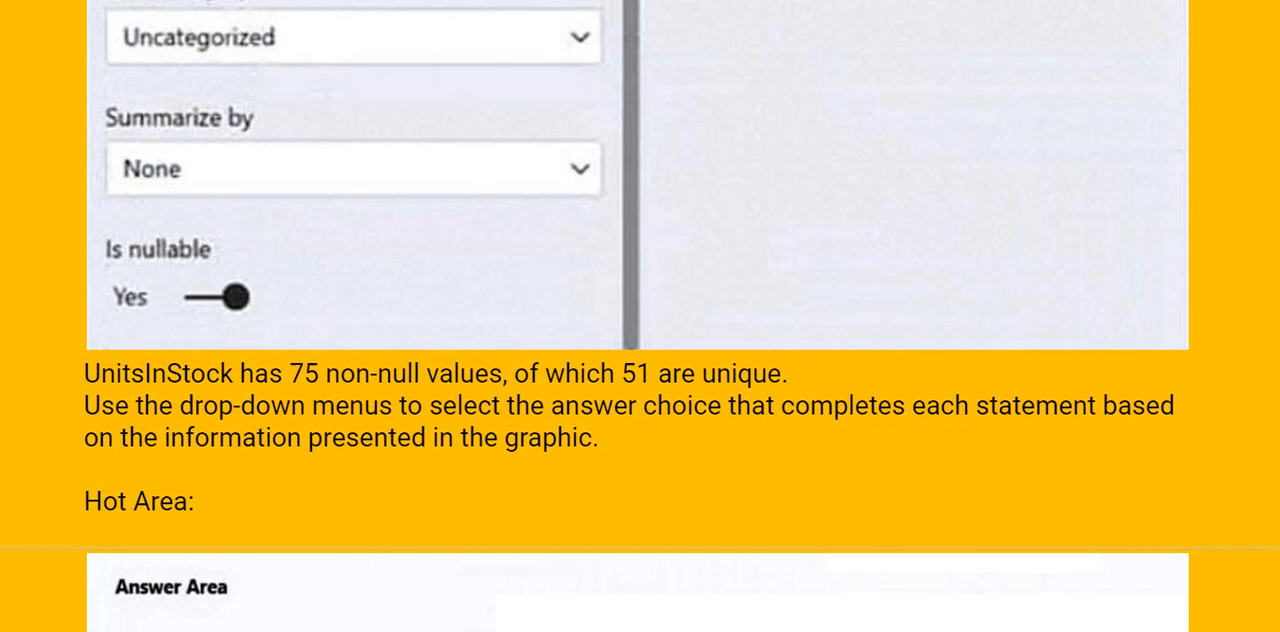 Uncategorized
Summarize by
None
Is nullable
Yes
UnitsInStock has 75 non-null values, of which 51 are unique.
Use the drop-down menus to select the answer choice that completes each statement based
on the information presented in the graphic.
Hot Area:
Answer Area